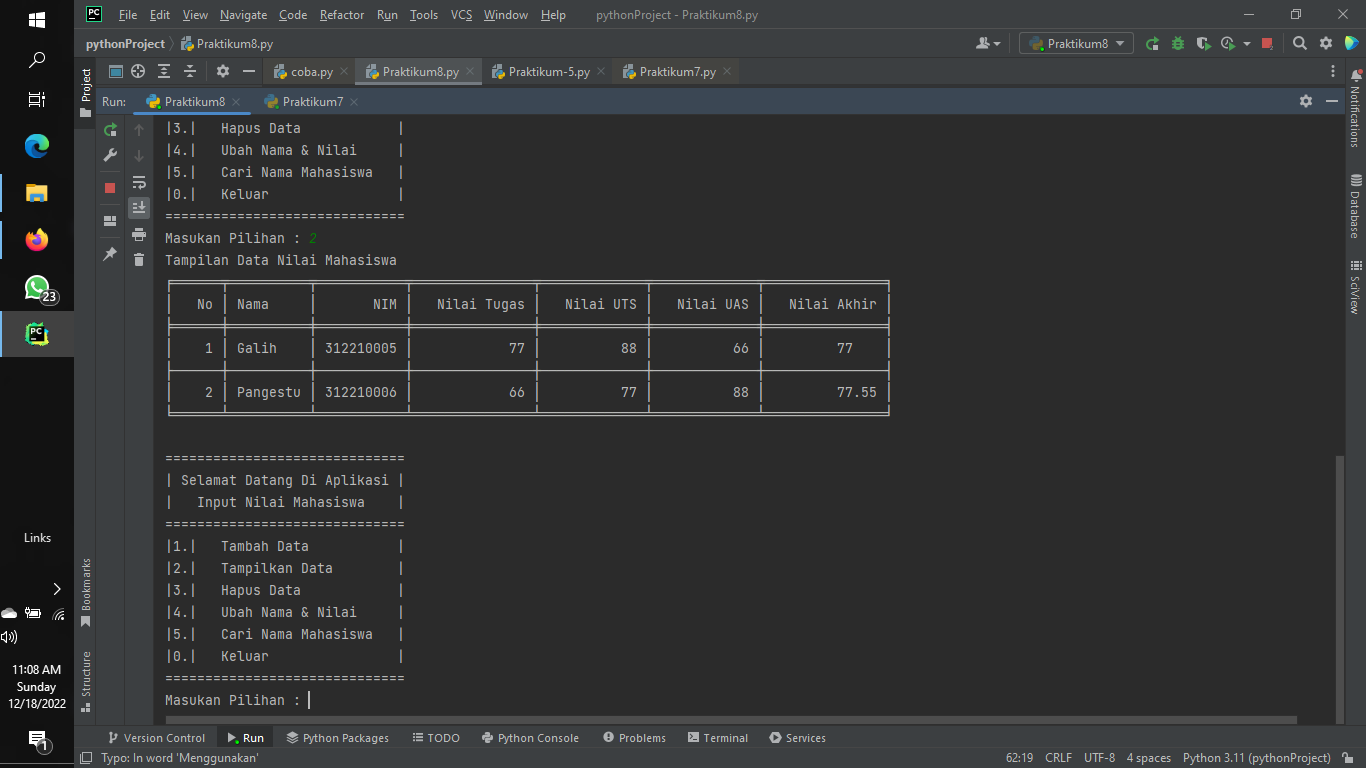 File Edit View Navigate Code Refactor Run Tools VCS Window Help pythonProject - Praktikum8.py
pythonProject Praktikum8.py Praktikum8
Project coba.py Praktikum8.py Praktikum-5.py Praktikum7.py
Run: Praktikum8 Praktikum7
|3.| Hapus Data |
|4.| Ubah Nama & Nilai |
|5.| Cari Nama Mahasiswa |
|0.| Keluar |
==============================
Masukan Pilihan : 2
Tampilan Data Nilai Mahasiswa
No Nama NIM Nilai Tugas Nilai UTS Nilai UAS Nilai Akhir
1 Galih 312210005 77 88 66 77
2 Pangestu 312210006 66 77 88 77.55
==============================
| Selamat Datang Di Aplikasi |
| Input Nilai Mahasiswa |
==============================
|1.| Tambah Data |
|2.| Tampilkan Data |
|3.| Hapus Data |
|4.| Ubah Nama & Nilai |
|5.| Cari Nama Mahasiswa |
|0.| Keluar |
==============================
Masukan Pilihan :
Notifications
Database
SciView
Bookmarks
Structure
PC
23
PC
Links
11:08 AM
Sunday
12/18/2022
1
Version Control Run Python Packages TODO Python Console Problems Terminal Services
Typo: In word 'Menggunakan' 62:19 CRLF UTF-8 4 spaces Python 3.11 (pythonProject)